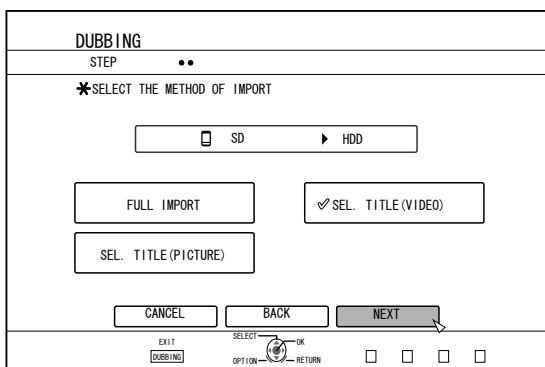 DUBBING
STEP
SELECT THE METHOD OF IMPORT
SD HDD
FULL IMPORT SEL. TITLE(VIDEO)
SEL. TITLE(PICTURE)
CANCEL BACK NEXT
EXIT SELECT OK
DUBBING OPTION RETURN